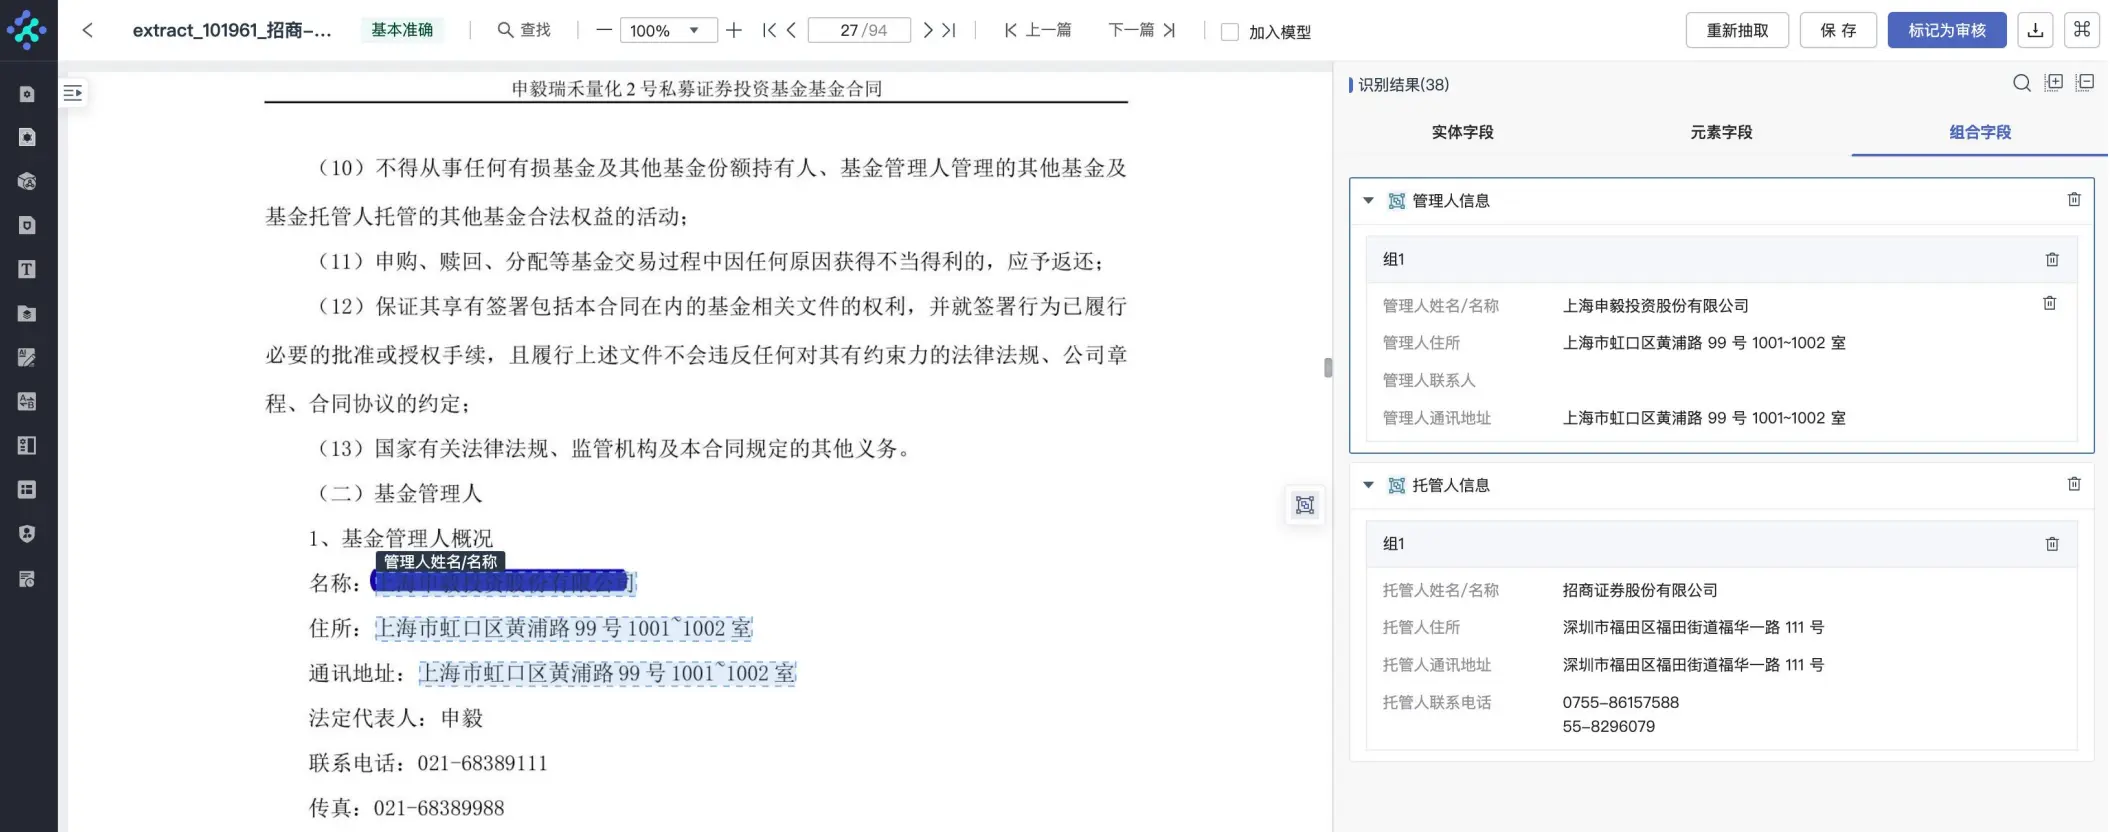 extract_101961_招商-...
基本准确
查找
100%
27/94
上一篇
下一篇
加入模型
重新抽取
保 存
标记为审核
申毅瑞禾量化 2 号私募证券投资基金基金合同
（10）不得从事任何有损基金及其他基金份额持有人、基金管理人管理的其他基金及
基金托管人托管的其他基金合法权益的活动；
（11）申购、赎回、分配等基金交易过程中因任何原因获得不当得利的，应予返还；
（12）保证其享有签署包括本合同在内的基金相关文件的权利，并就签署行为已履行
必要的批准或授权手续，且履行上述文件不会违反任何对其有约束力的法律法规、公司章
程、合同协议的约定；
（13）国家有关法律法规、监管机构及本合同规定的其他义务。
（二）基金管理人
1、基金管理人概况
管理人姓名/名称
名称：上海申毅投资股份有限公司
住所：上海市虹口区黄浦路 99 号 1001~1002 室
通讯地址：上海市虹口区黄浦路 99 号 1001~1002 室
法定代表人：申毅
联系电话：021-68389111
传真：021-68389988
识别结果(38)
实体字段
元素字段
组合字段
管理人信息
组1
管理人姓名/名称 上海申毅投资股份有限公司
管理人住所 上海市虹口区黄浦路 99 号 1001~1002 室
管理人联系人
管理人通讯地址 上海市虹口区黄浦路 99 号 1001~1002 室
托管人信息
组1
托管人姓名/名称 招商证券股份有限公司
托管人住所 深圳市福田区福田街道福华一路 111 号
托管人通讯地址 深圳市福田区福田街道福华一路 111 号
托管人联系电话 0755-86157588
55-8296079